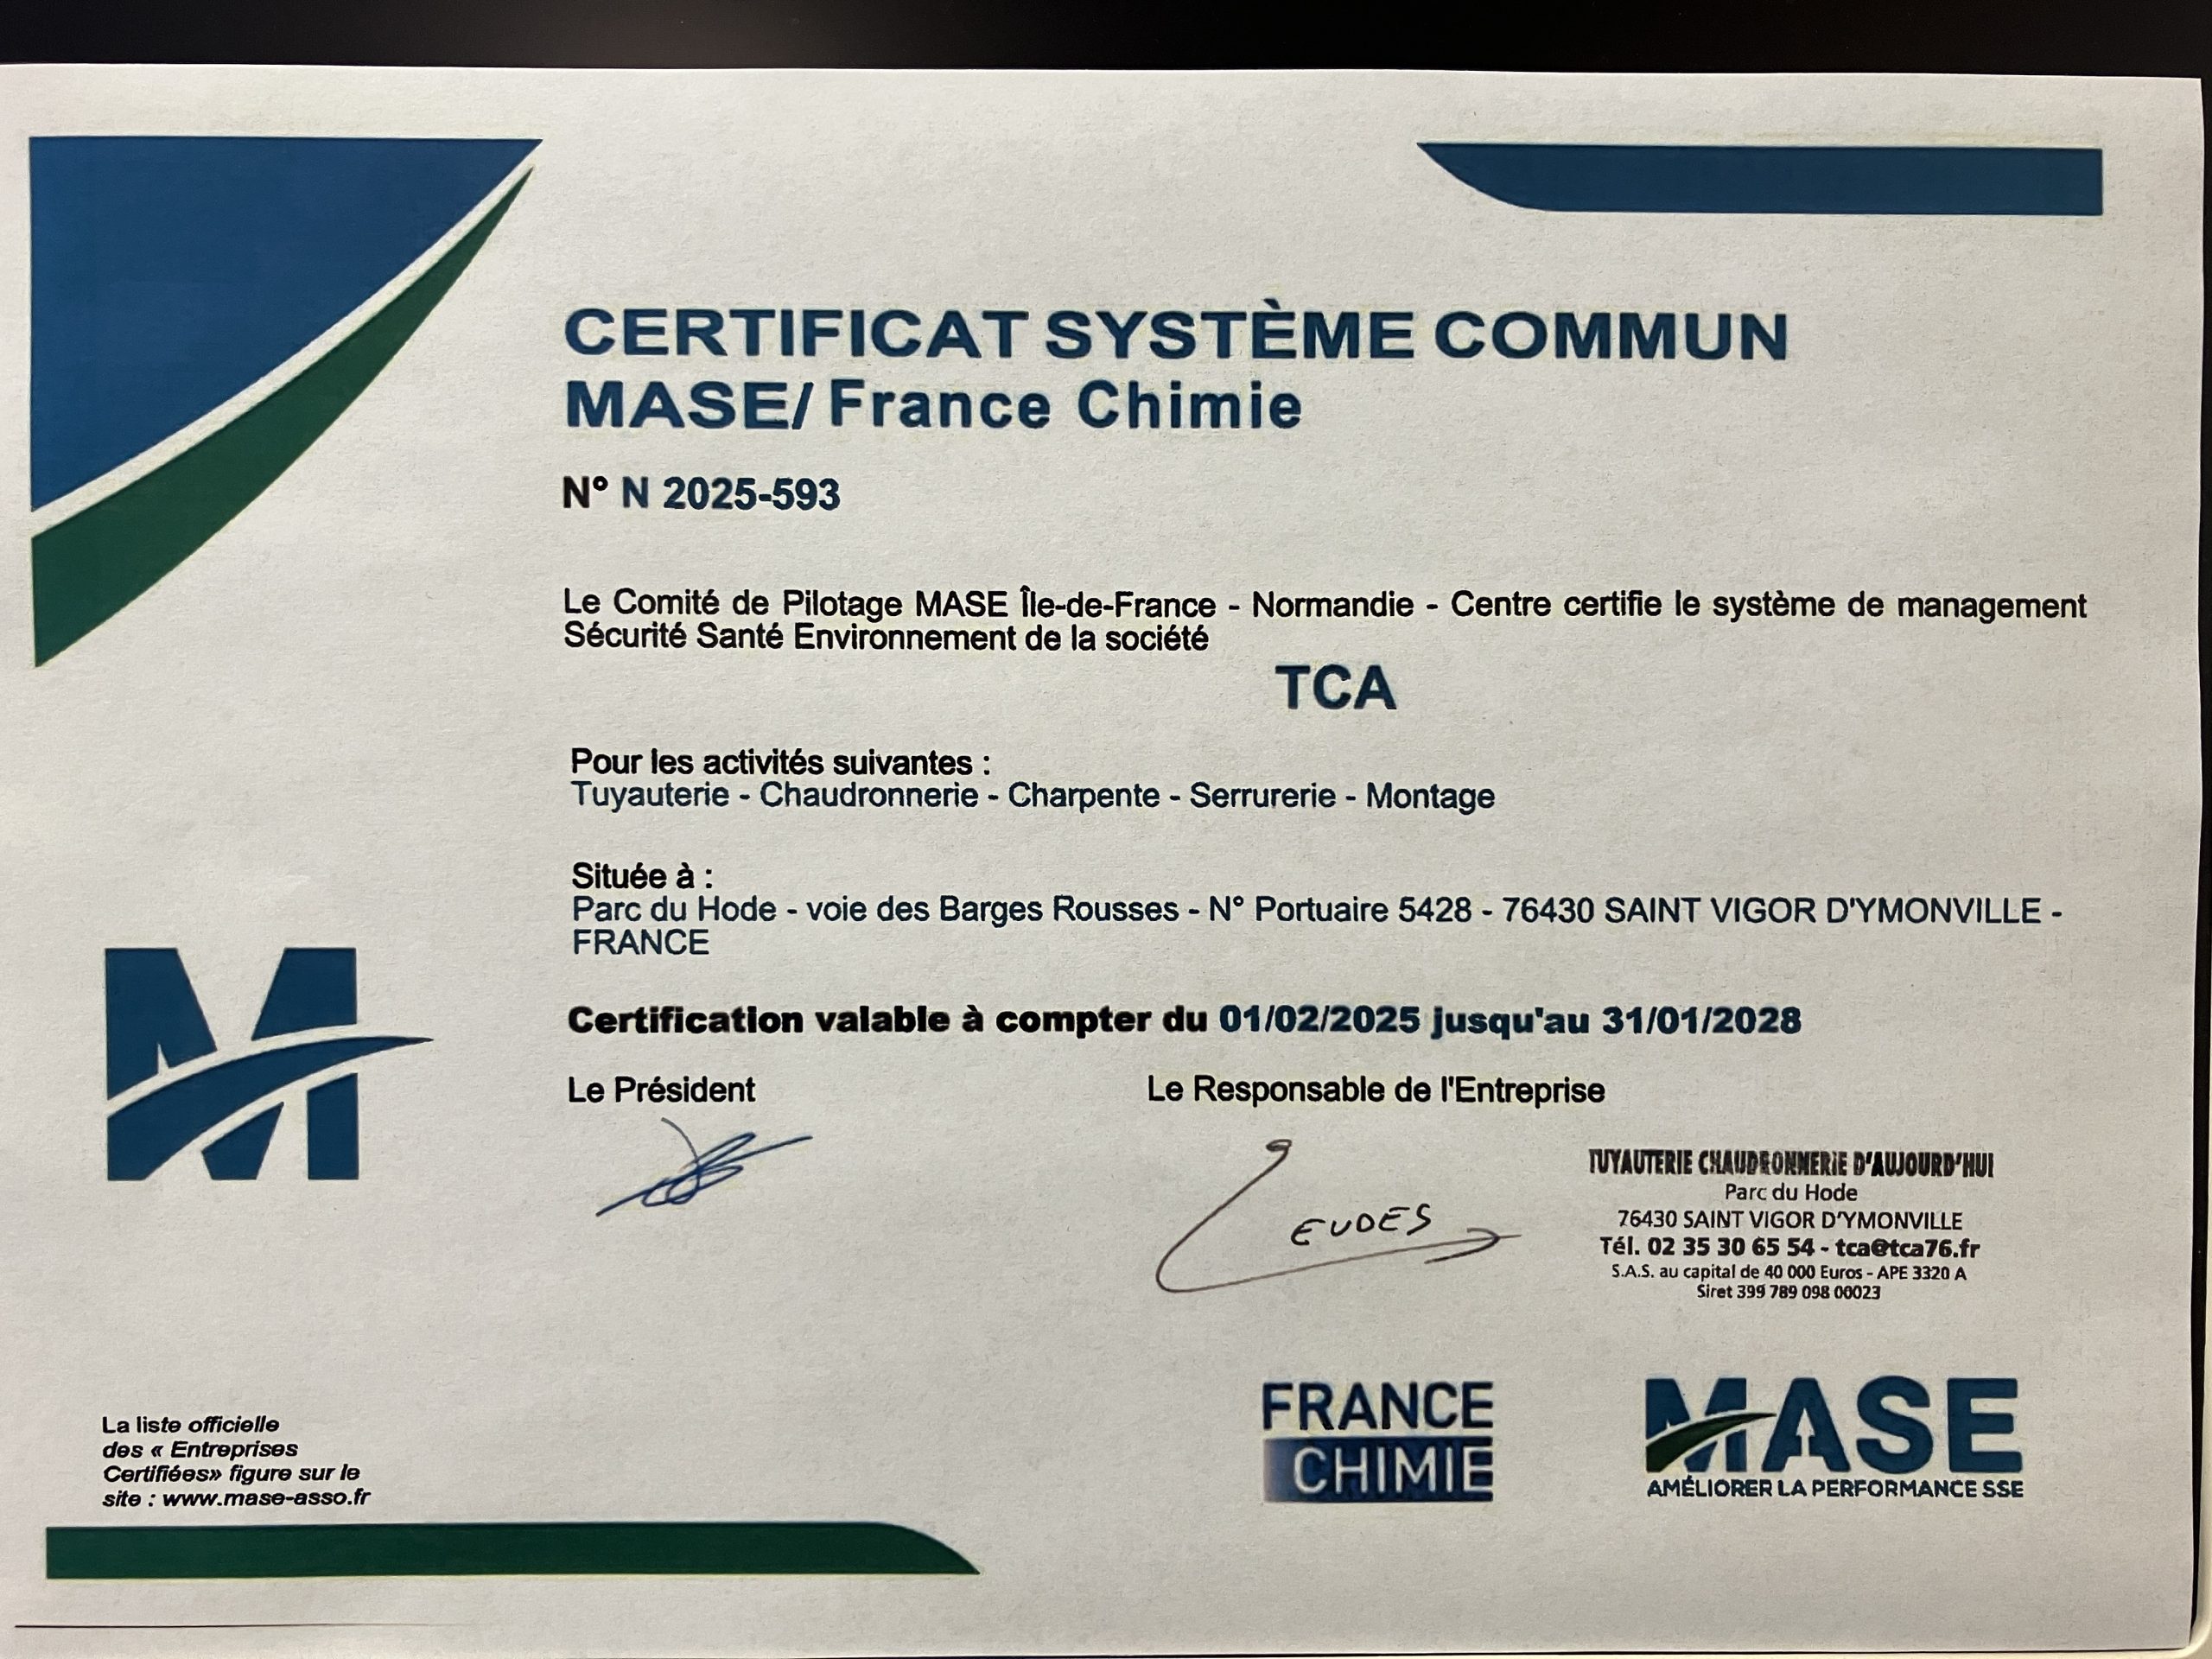 CERTIFICAT SYSTÈME COMMUN
MASE/ France Chimie
N° N 2025-593
Le Comité de Pilotage MASE Île-de-France - Normandie - Centre certifie le système de management
Sécurité Santé Environnement de la société
TCA
Pour les activités suivantes :
Tuyauterie - Chaudronnerie - Charpente - Serrurerie - Montage
Située à :
Parc du Hode - voie des Barges Rousses - N° Portuaire 5428 - 76430 SAINT VIGOR D'YMONVILLE -
FRANCE
Certification valable à compter du 01/02/2025 jusqu'au 31/01/2028
Le Président
Le Responsable de l'Entreprise
EUDES
TUYAUTERIE CHAUDRONNERIE D'AUJOURD'HUI
Parc du Hode
76430 SAINT VIGOR D'YMONVILLE
Tél. 02 35 30 65 54 - tca@tca76.fr
S.A.S. au capital de 40 000 Euros - APE 3320 A
Siret 399 789 098 00023
M
La liste officielle
des « Entreprises
Certifiées» figure sur le
site : www.mase-asso.fr
FRANCE
CHIMIE
MASE
AMÉLIORER LA PERFORMANCE SSE